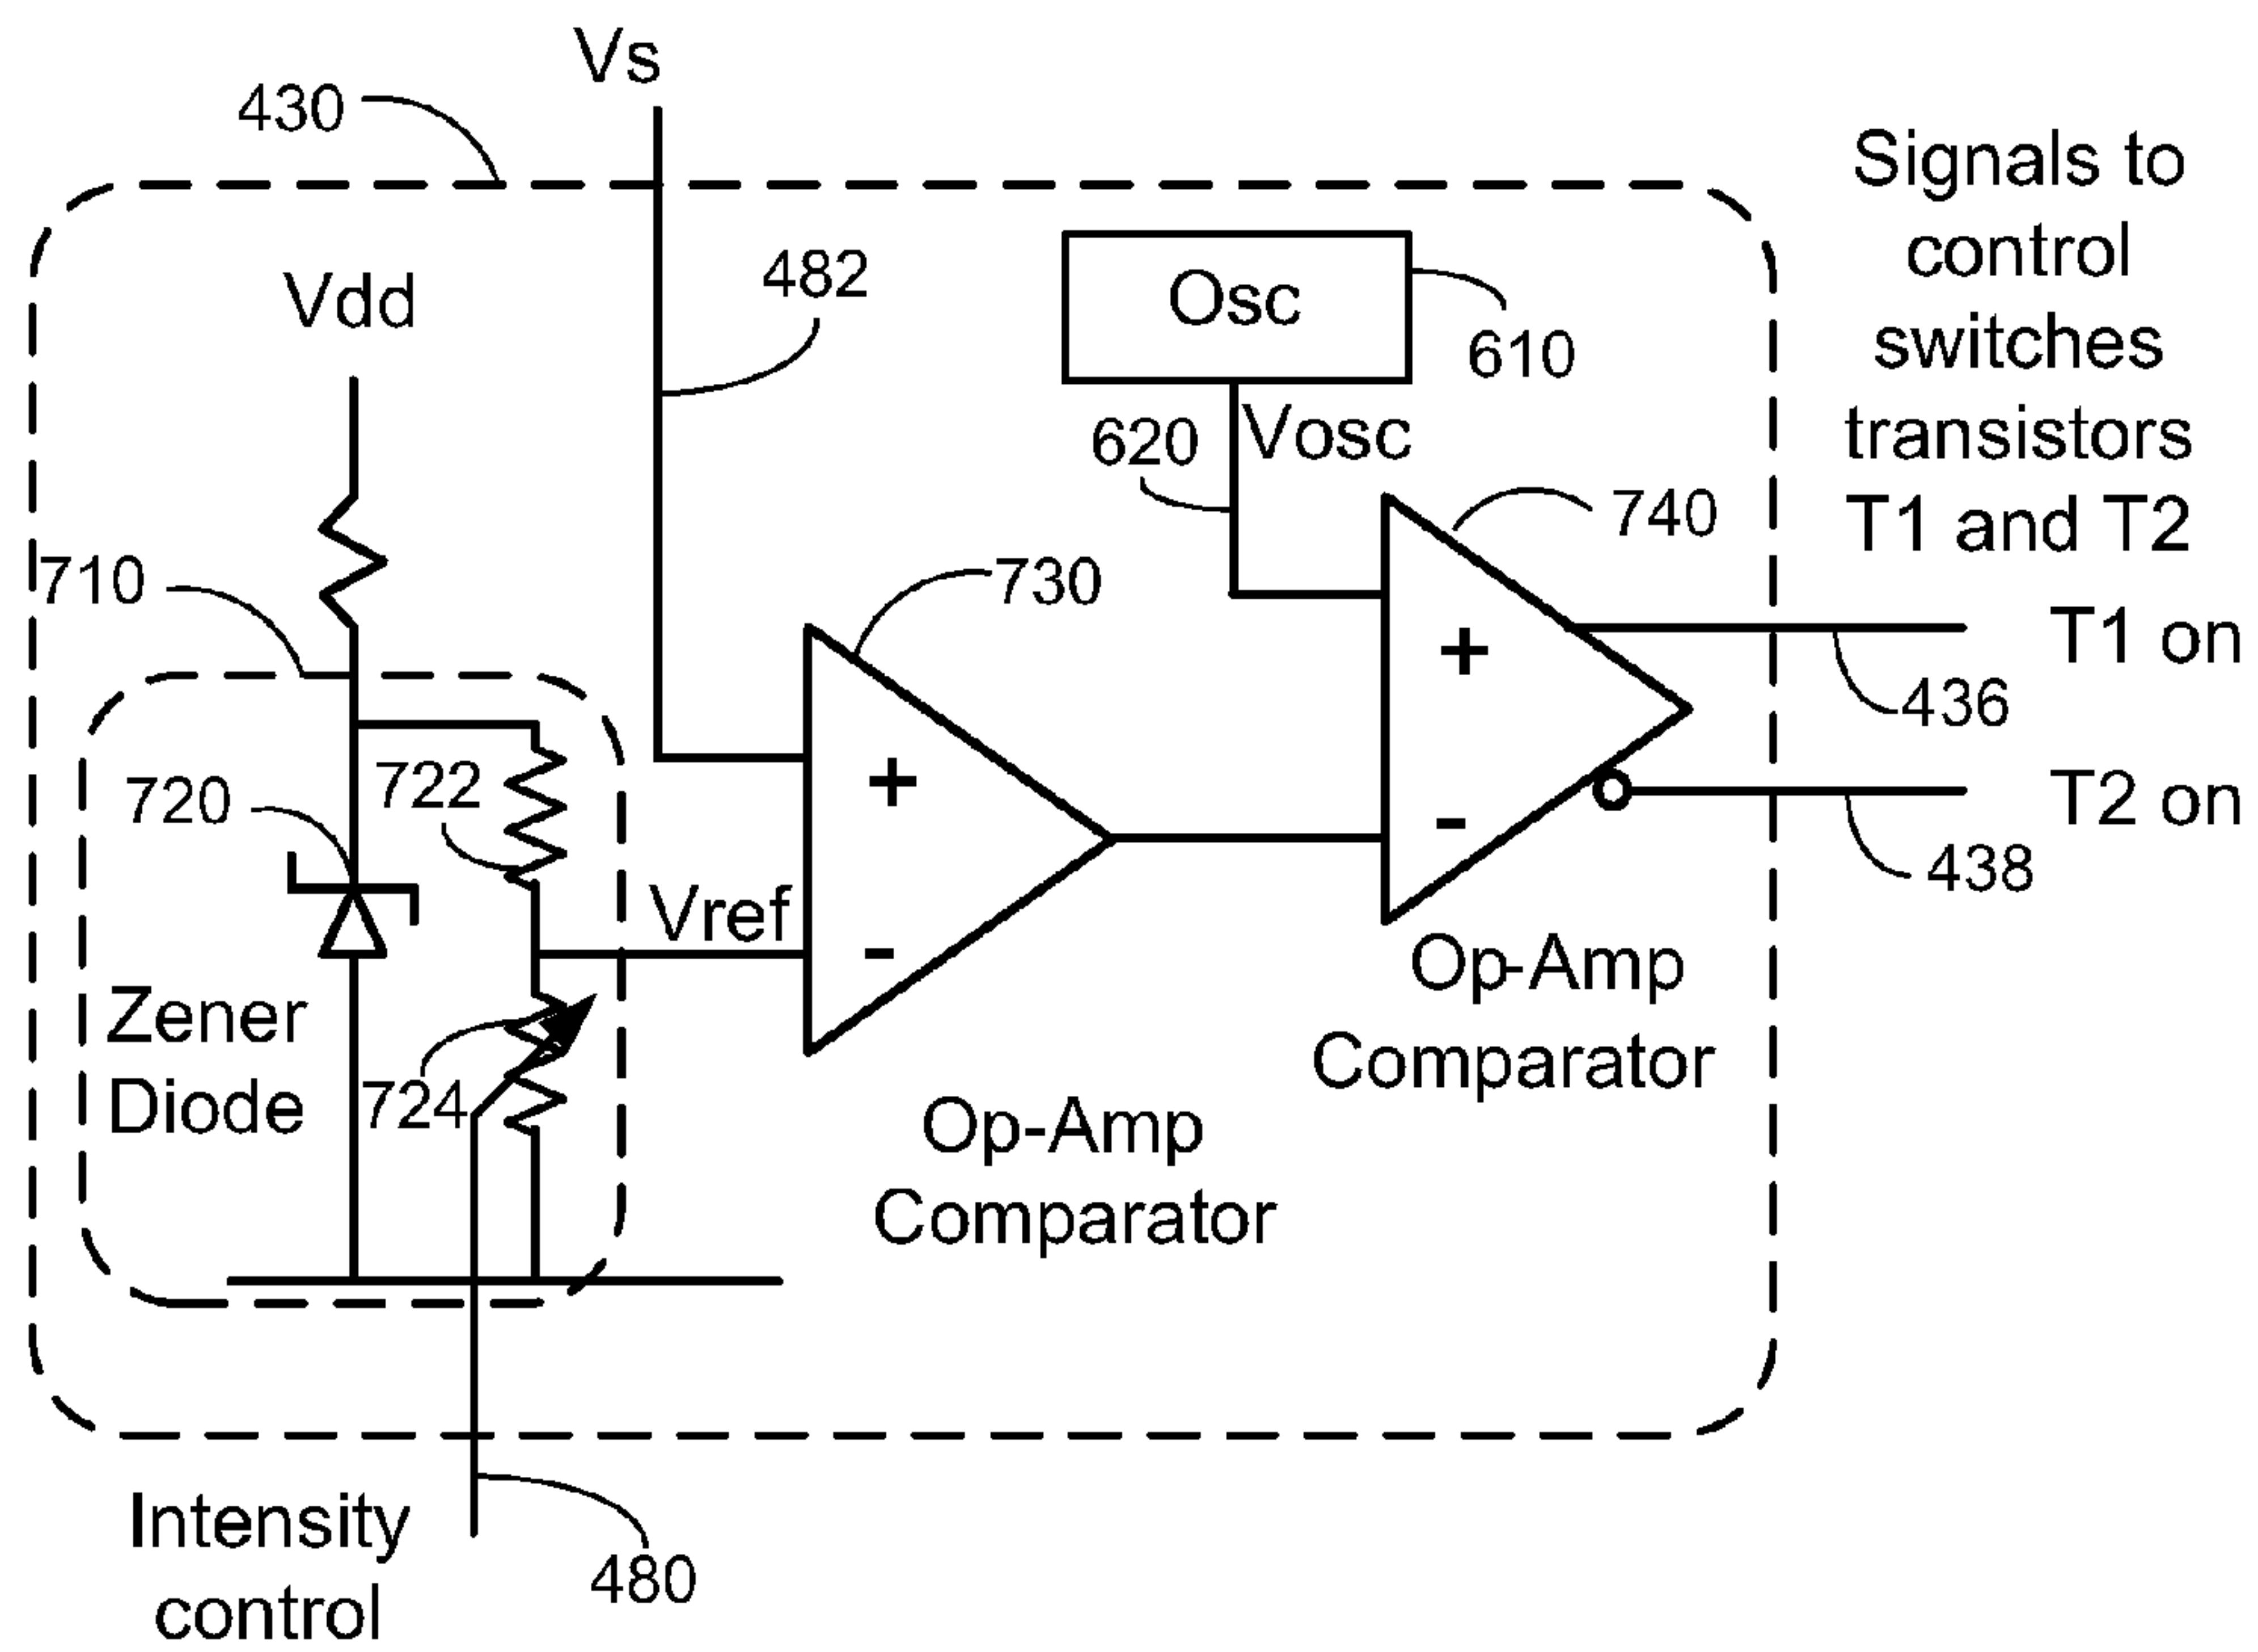 Vs
430
Signals to
control
switches
transistors
T1 and T2
482
Osc
Vdd
610
620
Vosc
740
710
730
T1 on
436
+
+
720
722
T2 on
438
-
-
Vref
Op-Amp
Comparator
Zener
Diode
724
Op-Amp
Comparator
Intensity
control
480